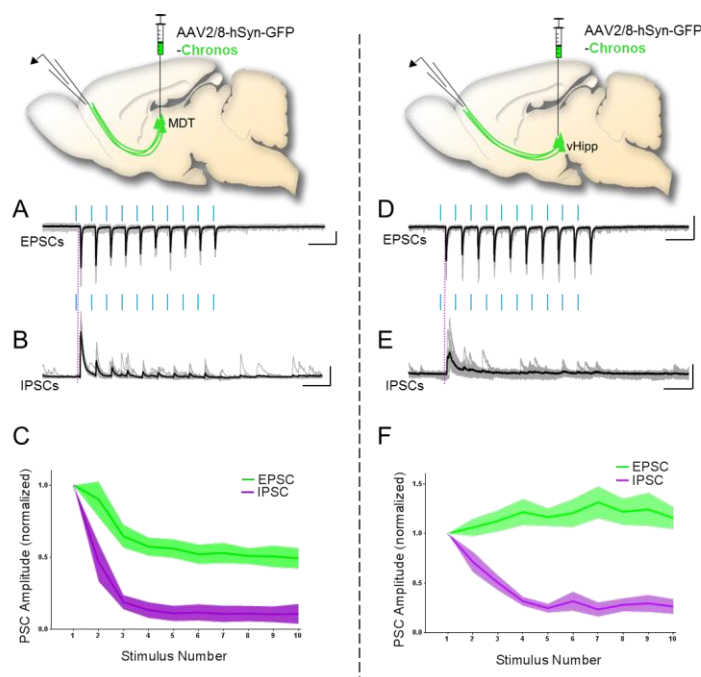 AAV2/8-hSyn-GFP
-Chronos
MDT
AAV2/8-hSyn-GFP
-Chronos
vHipp
A
EPSCs
B
IPSCs
D
EPSCs
E
IPSCs
C
EPSC
IPSC
PSC Amplitude (normalized)
1.0
0.5
0.0
1 2 3 4 5 6 7 8 9 10
Stimulus Number
F
EPSC
IPSC
PSC Amplitude (normalized)
1.5
1.0
0.5
0.0
1 2 3 4 5 6 7 8 9 10
Stimulus Number